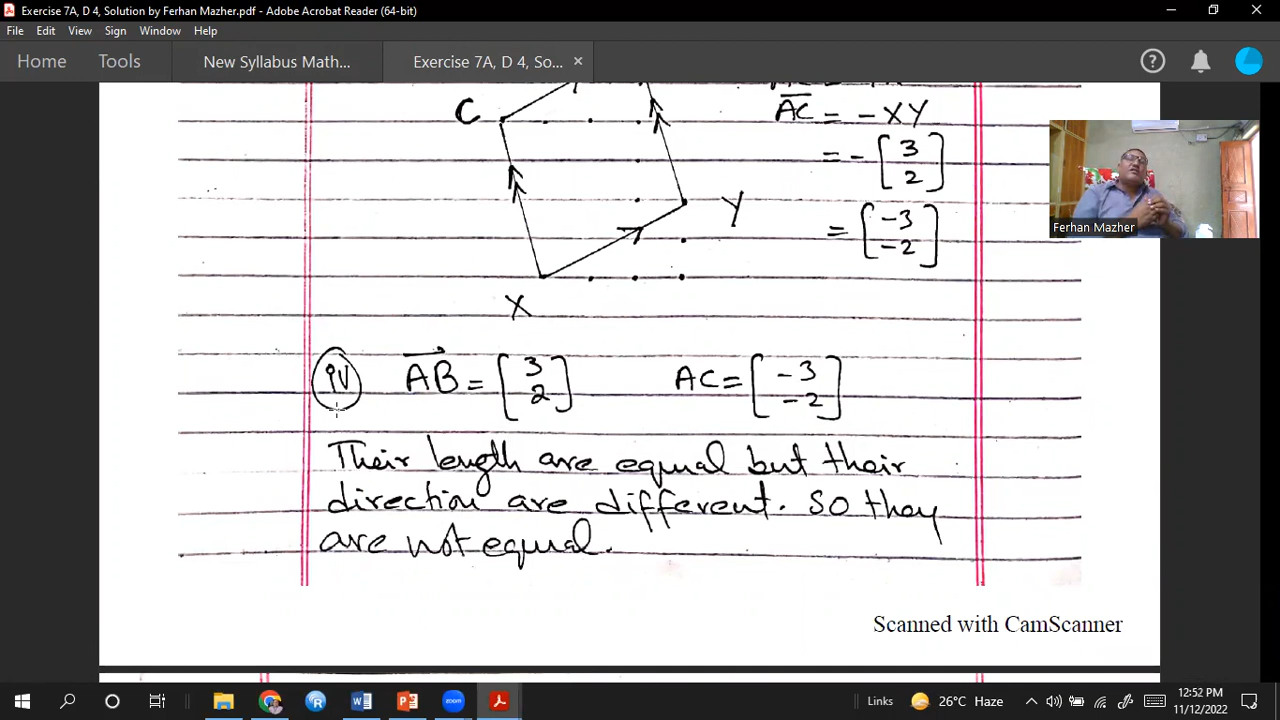 Exercise 7A, D 4, Solution by Ferhan Mazher.pdf - Adobe Acrobat Reader (64-bit)
File Edit View Sign Window Help
Home Tools New Syllabus Math... Exercise 7A, D 4, So... ×
C
AC = - XY
= - [3 2]
Y
= [-3 -2]
Ferhan Mazher
X
iv AB = [3 2] AC = [-3 -2]
Their length are equal but their
direction are different. So they
are not equal.
Scanned with CamScanner
Links 26°C Haze
12:52 PM
11/12/2022